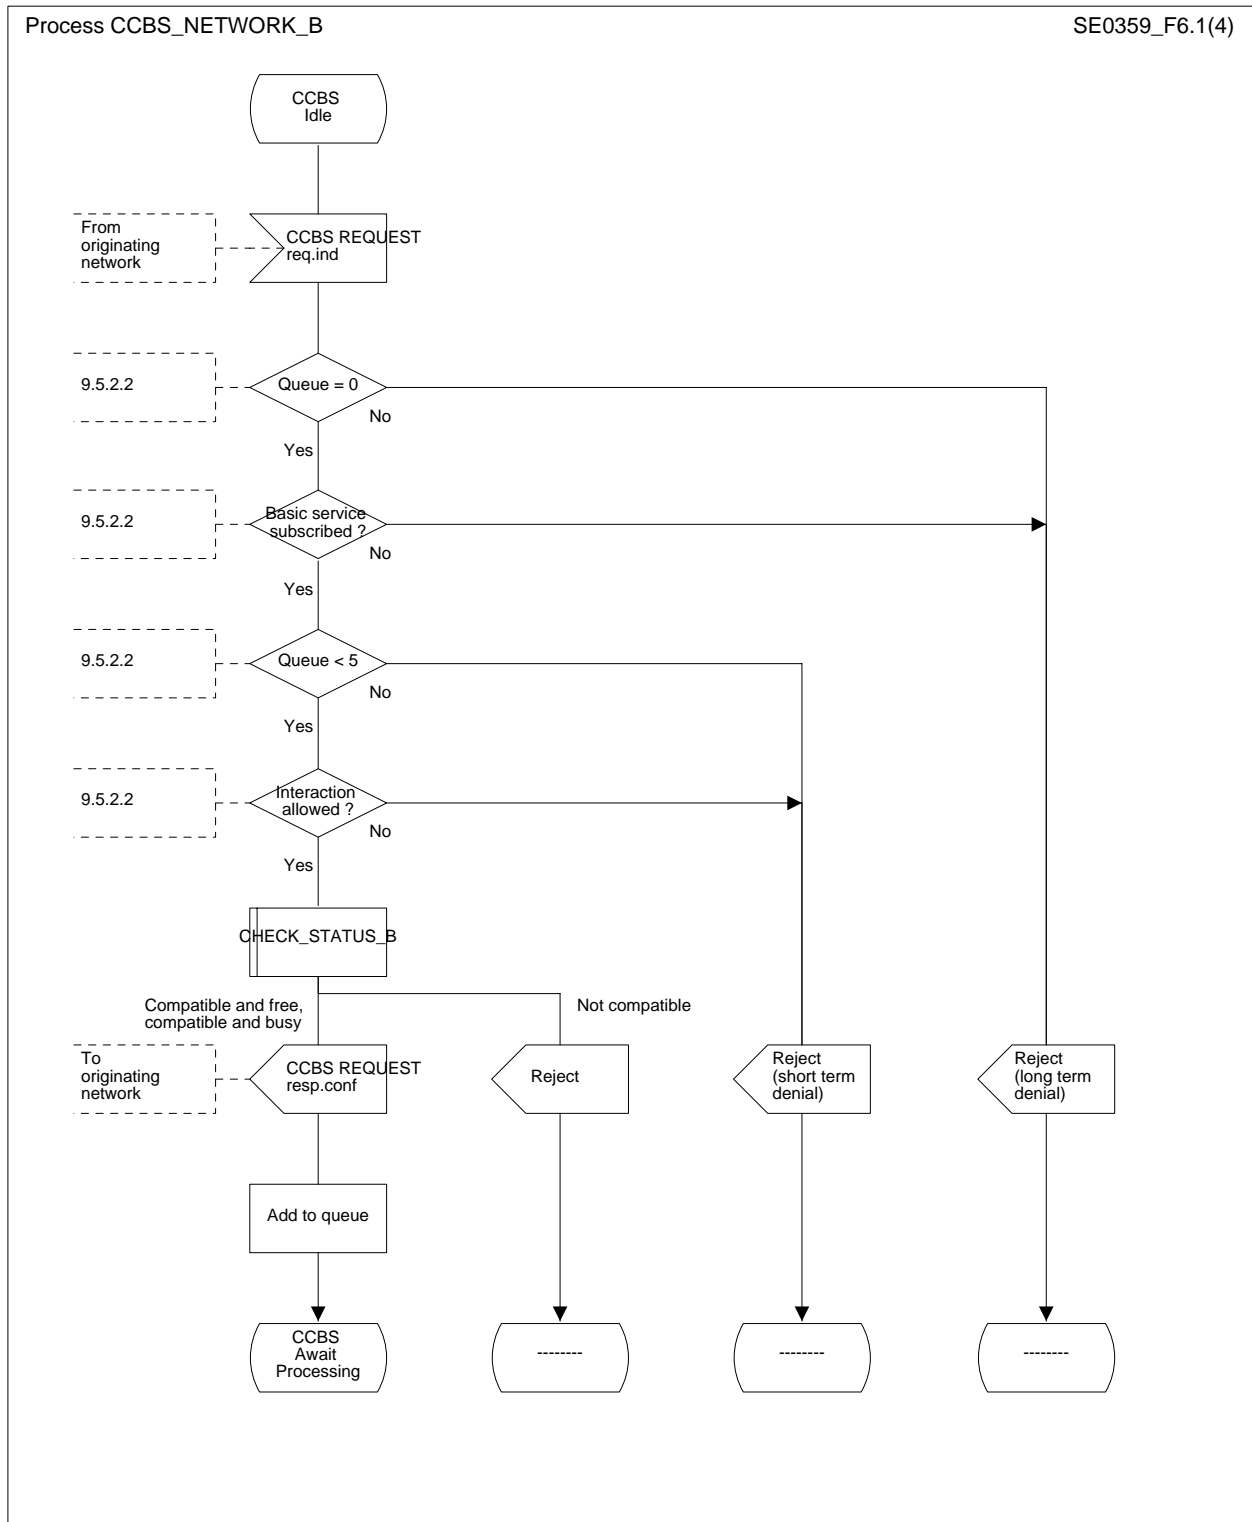 Process CCBS_NETWORK_B
SE0359_F6.1(4)
CCBS
Idle
From
originating
network
CCBS REQUEST
req.ind
9.5.2.2
Queue = 0
No
Yes
9.5.2.2
Basic service
subscribed ?
No
Yes
9.5.2.2
Queue < 5
No
Yes
9.5.2.2
Interaction
allowed ?
No
Yes
CHECK_STATUS_B
Compatible and free,
compatible and busy
Not compatible
To
originating
network
CCBS REQUEST
resp.conf
Reject
Reject
(short term
denial)
Reject
(long term
denial)
Add to queue
CCBS
Await
Processing
--------
--------
--------